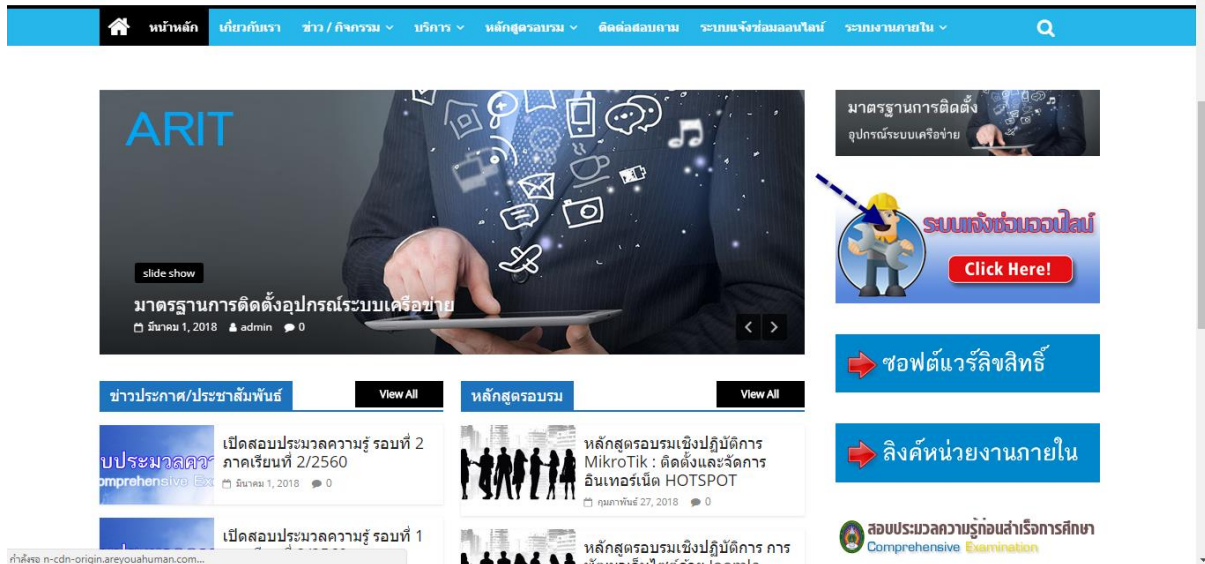 หน้าหลัก เกี่ยวกับเรา ข่าว / กิจกรรม บริการ หลักสูตรอบรม ติดต่อสอบถาม ระบบแจ้งซ่อมออนไลน์ ระบบงานภายใน
ARIT
slide show
มาตรฐานการติดตั้งอุปกรณ์ระบบเครือข่าย
มีนาคม 1, 2018 admin 0
มาตรฐานการติดตั้ง
อุปกรณ์ระบบเครือข่าย
ระบบแจ้งซ่อมออนไลน์
Click Here!
ซอฟต์แวร์ลิขสิทธิ์
ลิงค์หน่วยงานภายใน
สอบประมวลความรู้ก่อนสำเร็จการศึกษา
Comprehensive Examination
ข่าวประกาศ/ประชาสัมพันธ์ View All
เปิดสอบประมวลความรู้ รอบที่ 2
ภาคเรียนที่ 2/2560
มีนาคม 1, 2018 0
เปิดสอบประมวลความรู้ รอบที่ 1
หลักสูตรอบรม View All
หลักสูตรอบรมเชิงปฏิบัติการ
MikroTik : ติดตั้งและจัดการ
อินเทอร์เน็ต HOTSPOT
กุมภาพันธ์ 27, 2018 0
หลักสูตรอบรมเชิงปฏิบัติการ การ
กำลังรอ n-cdn-origin.areyouahuman.com...